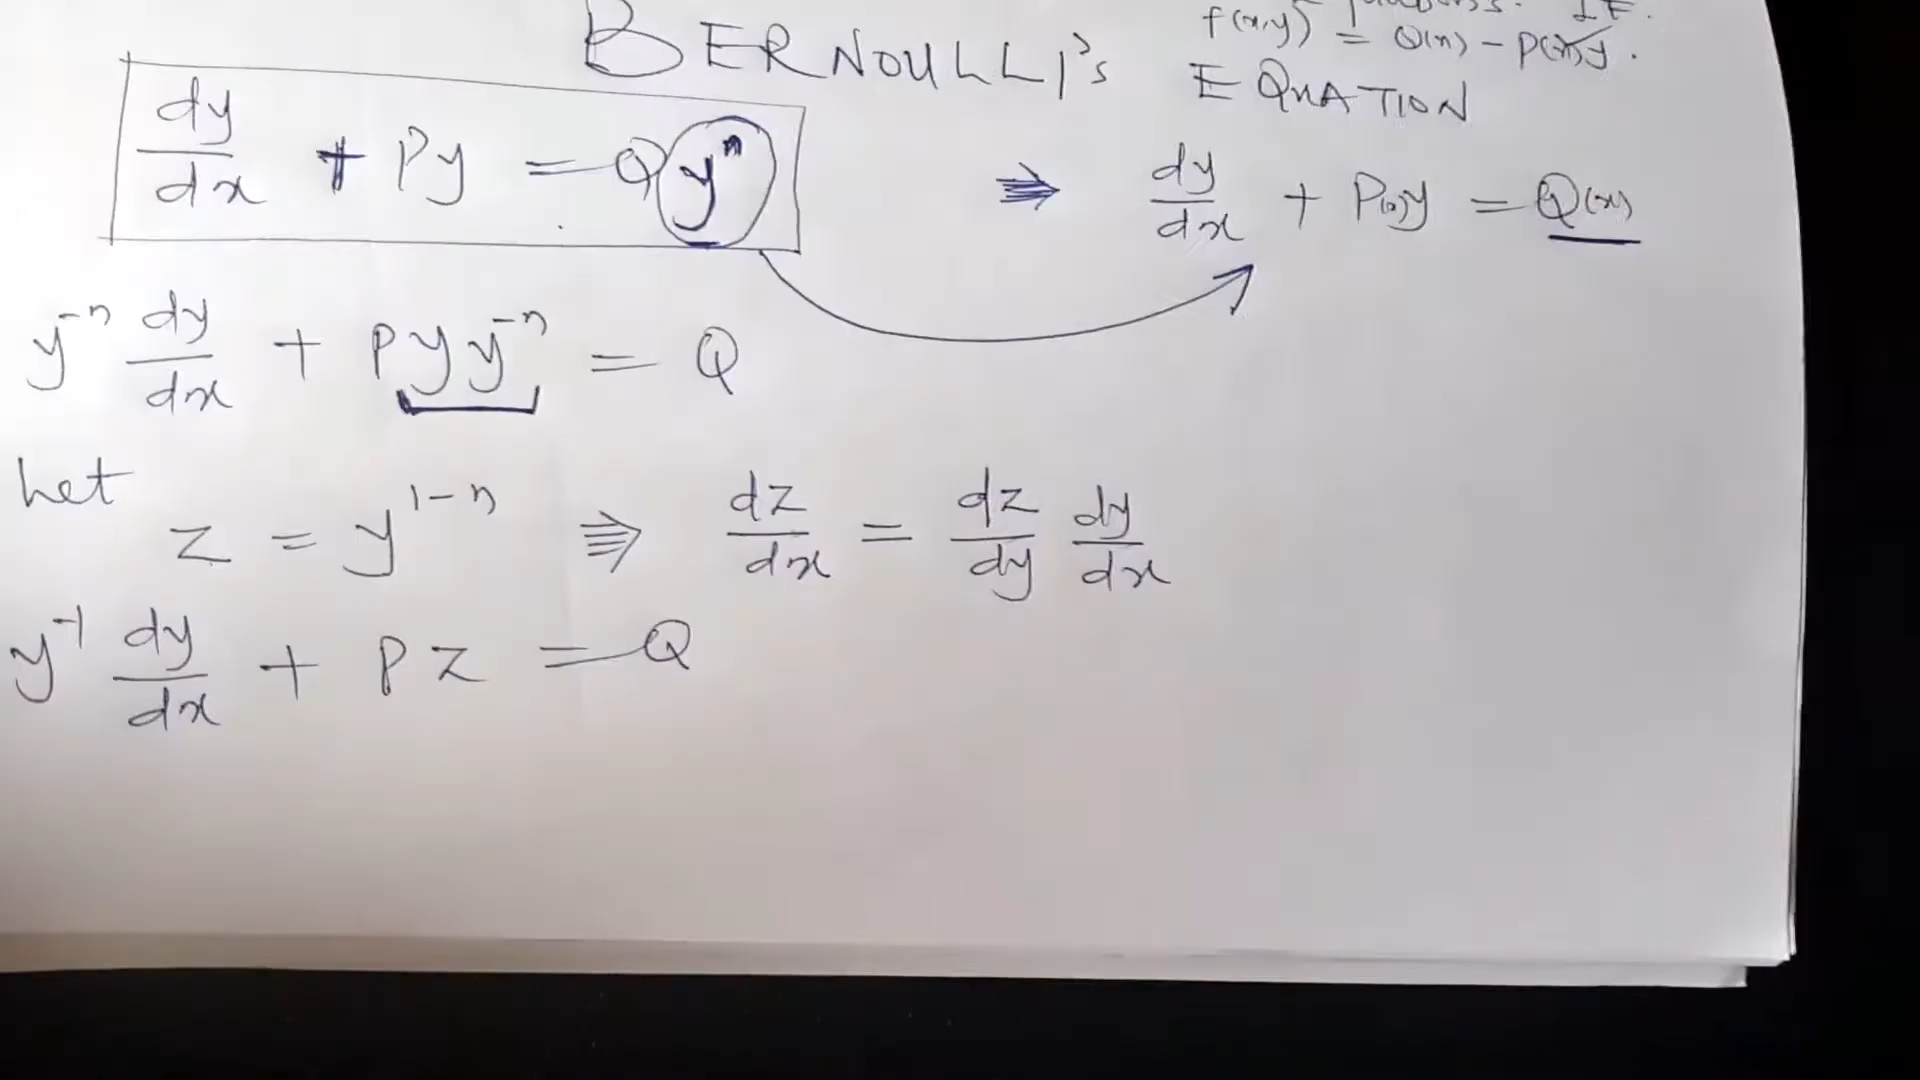 f(x,y) = Q(x) - P(x)y.
BERNOULLI's EQUATION
dy/dx + Py = Qy^n ⇒ dy/dx + P(x)y = Q(x)
y^-n dy/dx + Pyy^-n = Q
Let
z = y^1-n ⇒ dz/dx = dz/dy dy/dx
y^-1 dy/dx + Pz = Q